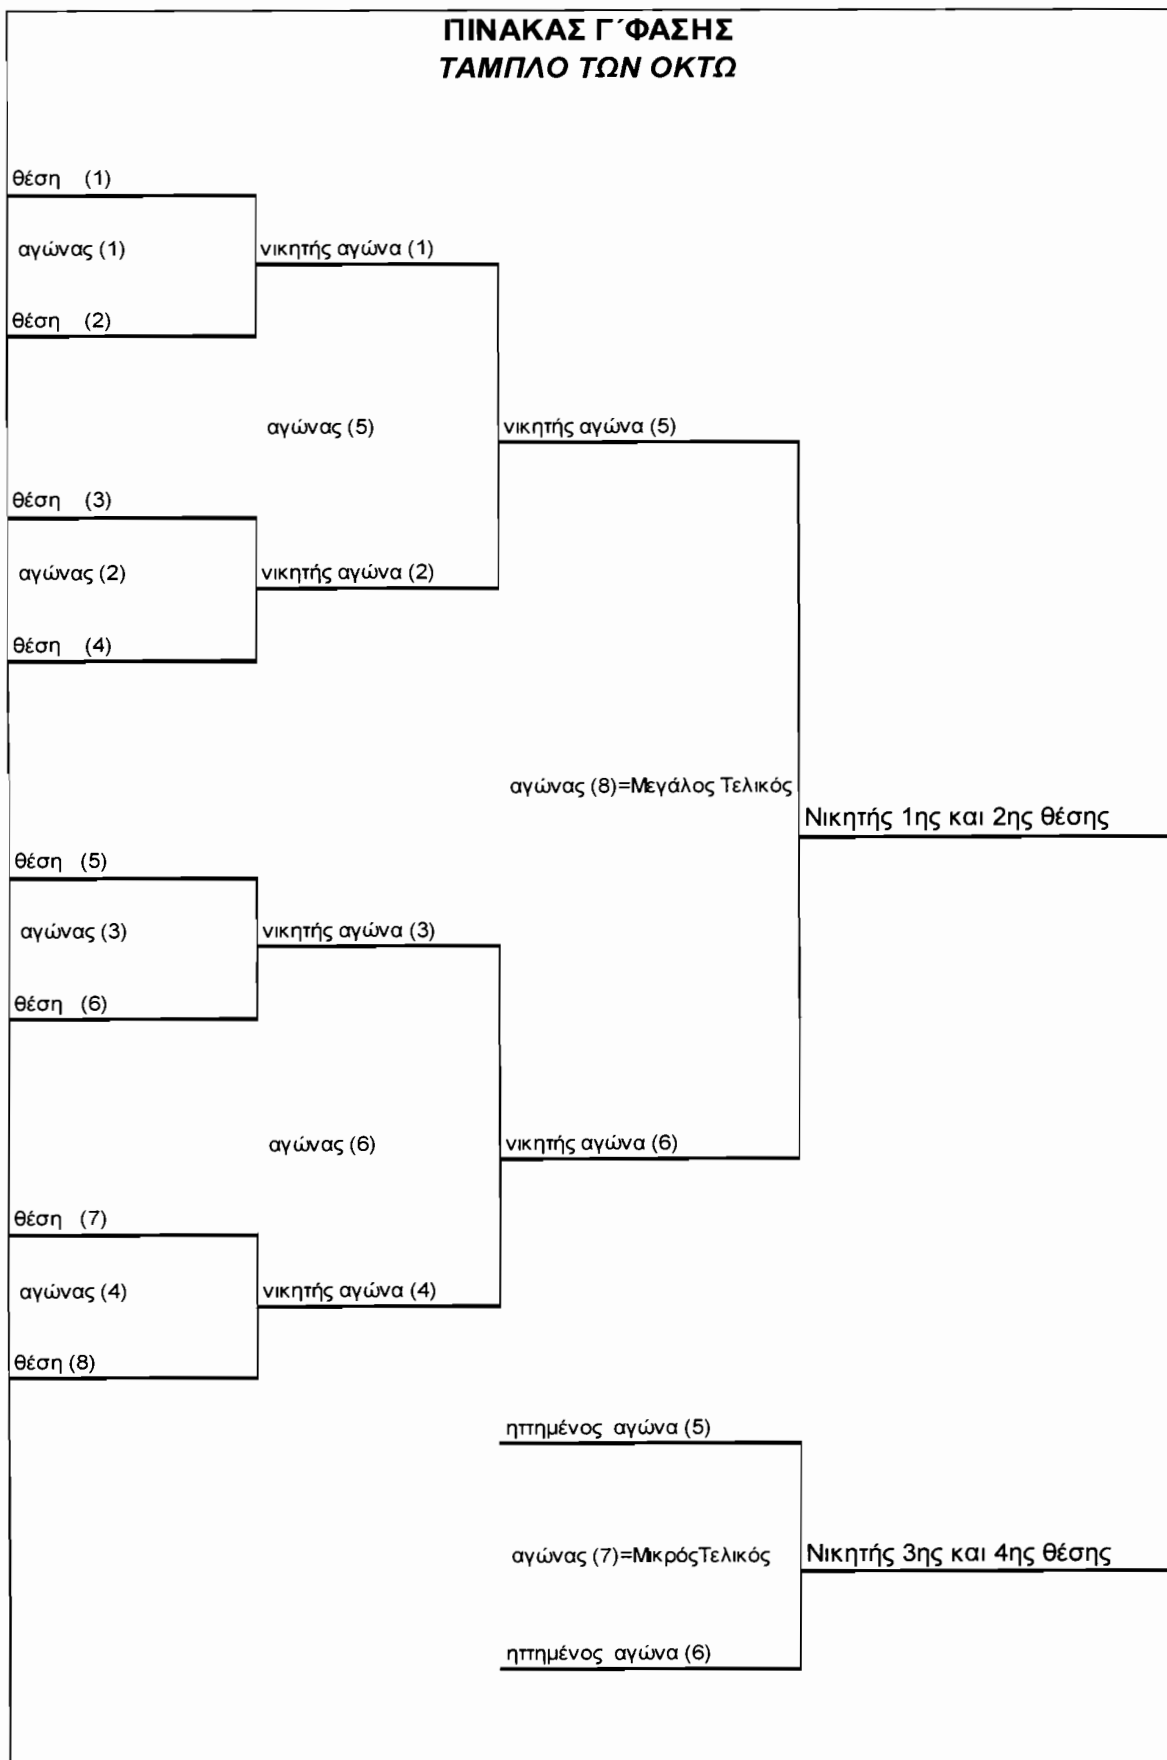 ΠΙΝΑΚΑΣ Γ΄ΦΑΣΗΣ
ΤΑΜΠΛΟ ΤΩΝ ΟΚΤΩ
θέση (1)
αγώνας (1)
νικητής αγώνα (1)
θέση (2)
αγώνας (5)
νικητής αγώνα (5)
θέση (3)
αγώνας (2)
νικητής αγώνα (2)
θέση (4)
αγώνας (8)=Μεγάλος Τελικός
Νικητής 1ης και 2ης θέσης
θέση (5)
αγώνας (3)
νικητής αγώνα (3)
θέση (6)
αγώνας (6)
νικητής αγώνα (6)
θέση (7)
αγώνας (4)
νικητής αγώνα (4)
θέση (8)
ηττημένος αγώνα (5)
αγώνας (7)=ΜικρόςΤελικός
Νικητής 3ης και 4ης θέσης
ηττημένος αγώνα (6)